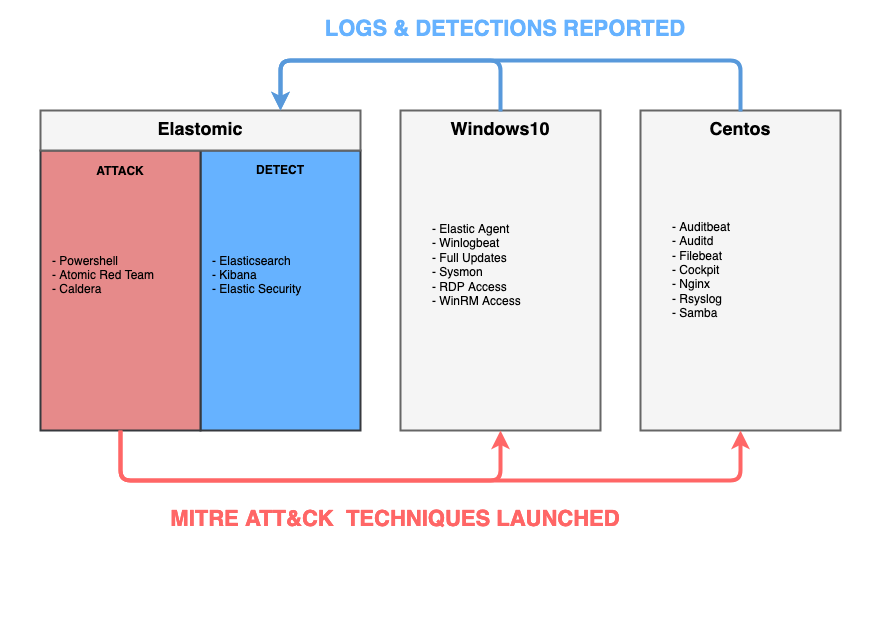 LOGS & DETECTIONS REPORTED
Elastomic
ATTACK
- Powershell
- Atomic Red Team
- Caldera
DETECT
- Elasticsearch
- Kibana
- Elastic Security
Windows10
- Elastic Agent
- Winlogbeat
- Full Updates
- Sysmon
- RDP Access
- WinRM Access
Centos
- Auditbeat
- Auditd
- Filebeat
- Cockpit
- Nginx
- Rsyslog
- Samba
MITRE ATT&CK  TECHNIQUES LAUNCHED